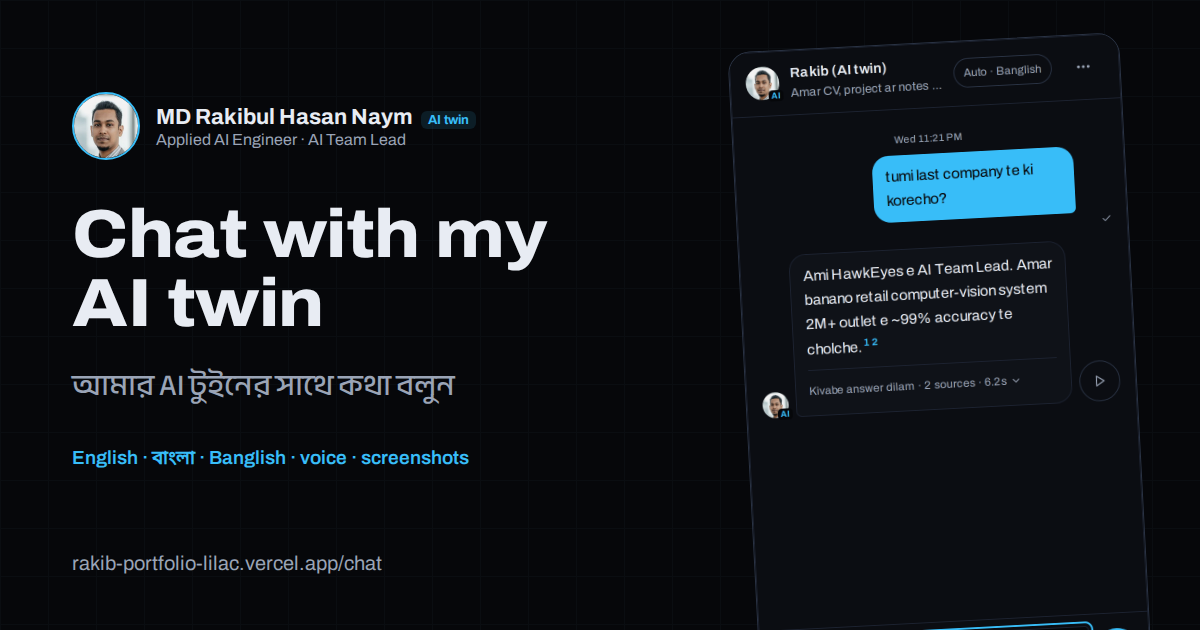 MD Rakibul Hasan Naym AI twin
Applied AI Engineer · AI Team Lead
Chat with my
AI twin
আমার AI টুইনের সাথে কথা বলুন
English · বাংলা · Banglish · voice · screenshots
rakib-portfolio-lilac.vercel.app/chat
AI
Rakib (AI twin)
Amar CV, project ar notes ...
Auto · Banglish
Wed 11:21 PM
tumi last company te ki
korecho?
Ami HawkEyes e AI Team Lead. Amar
banano retail computer-vision system
2M+ outlet e ~99% accuracy te
cholche. 1 2
Kivabe answer dilam · 2 sources · 6.2s
AI